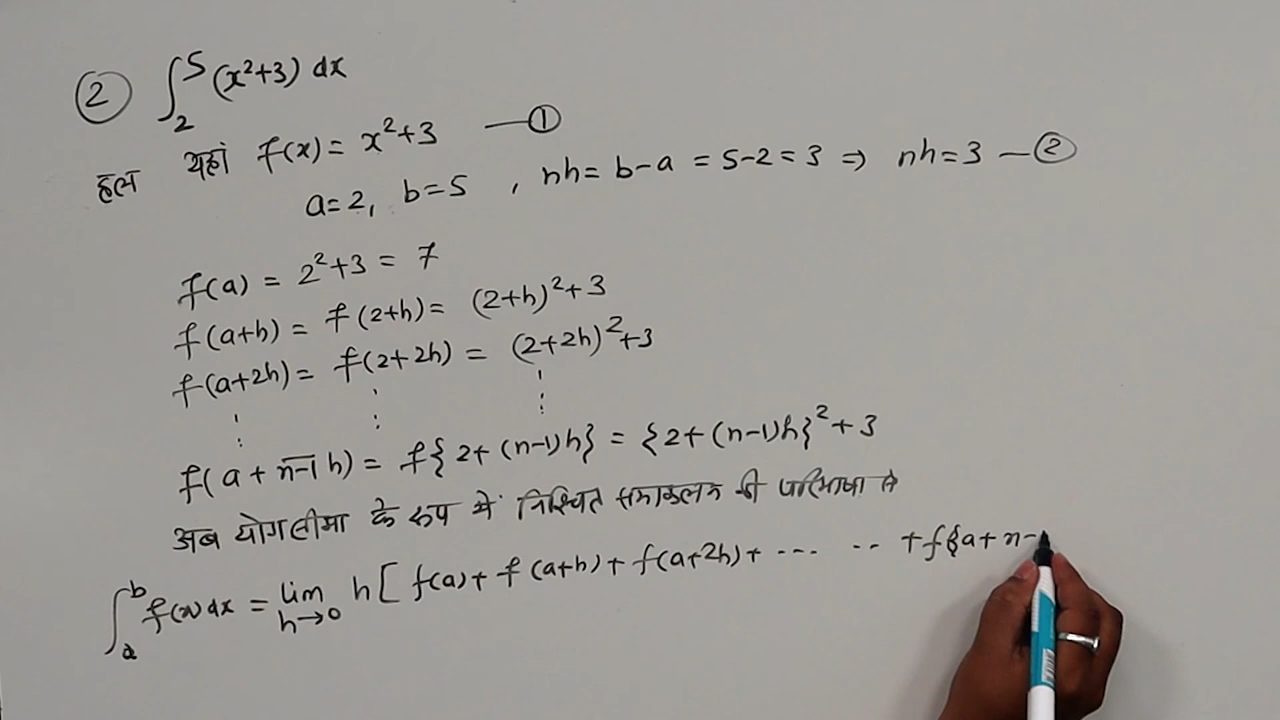 ② ∫₂⁵ (x²+3) dx
हल यहां f(x) = x²+3 —①
a=2, b=5 , nh = b-a = 5-2 = 3 ⇒ nh=3 —②
f(a) = 2²+3 = 7
f(a+h) = f(2+h) = (2+h)²+3
f(a+2h) = f(2+2h) = (2+2h)²+3
⋮ ⋮ ⋮
f(a+n̅-̅1̅ h) = f{2+(n-1)h} = {2+(n-1)h}²+3
अब योगसीमा के रूप में निश्चित समाकलन की परिभाषा से
∫ₐᵇ f(x) dx = lim h→0 h[ f(a)+ f(a+h)+ f(a+2h)+ ---- -- +f{a+n-